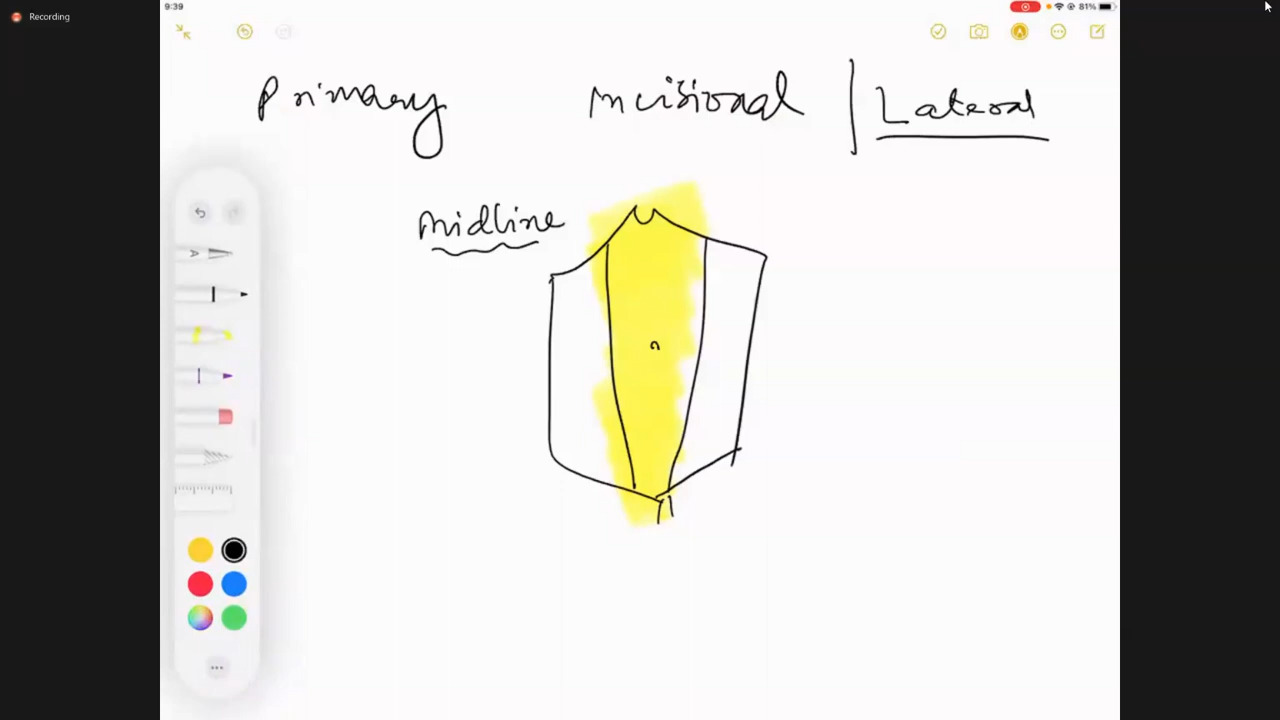 Recording
9:39
81%
Primary incisional | Lateral
midline
A